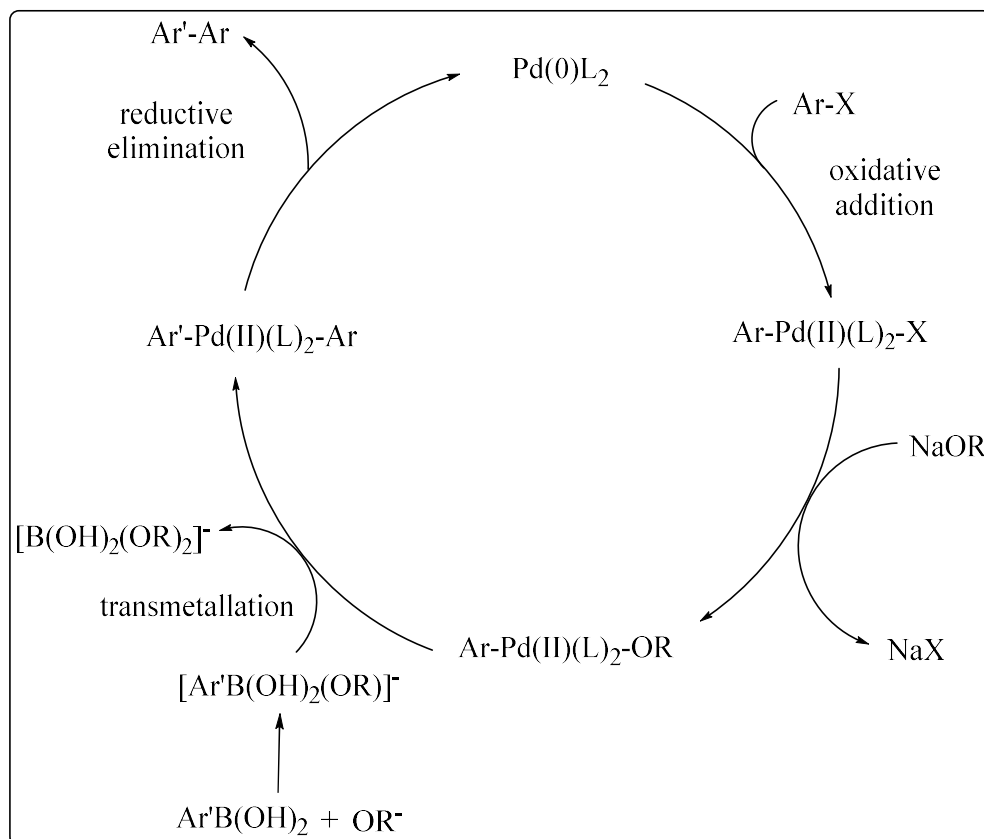 Ar'-Ar
Pd(0)L₂
Ar-X
reductive
elimination
oxidative
addition
Ar'-Pd(II)(L)₂-Ar
Ar-Pd(II)(L)₂-X
NaOR
[B(OH)₂(OR)₂]⁻
transmetallation
Ar-Pd(II)(L)₂-OR
NaX
[Ar'B(OH)₂(OR)]⁻
Ar'B(OH)₂ + OR⁻